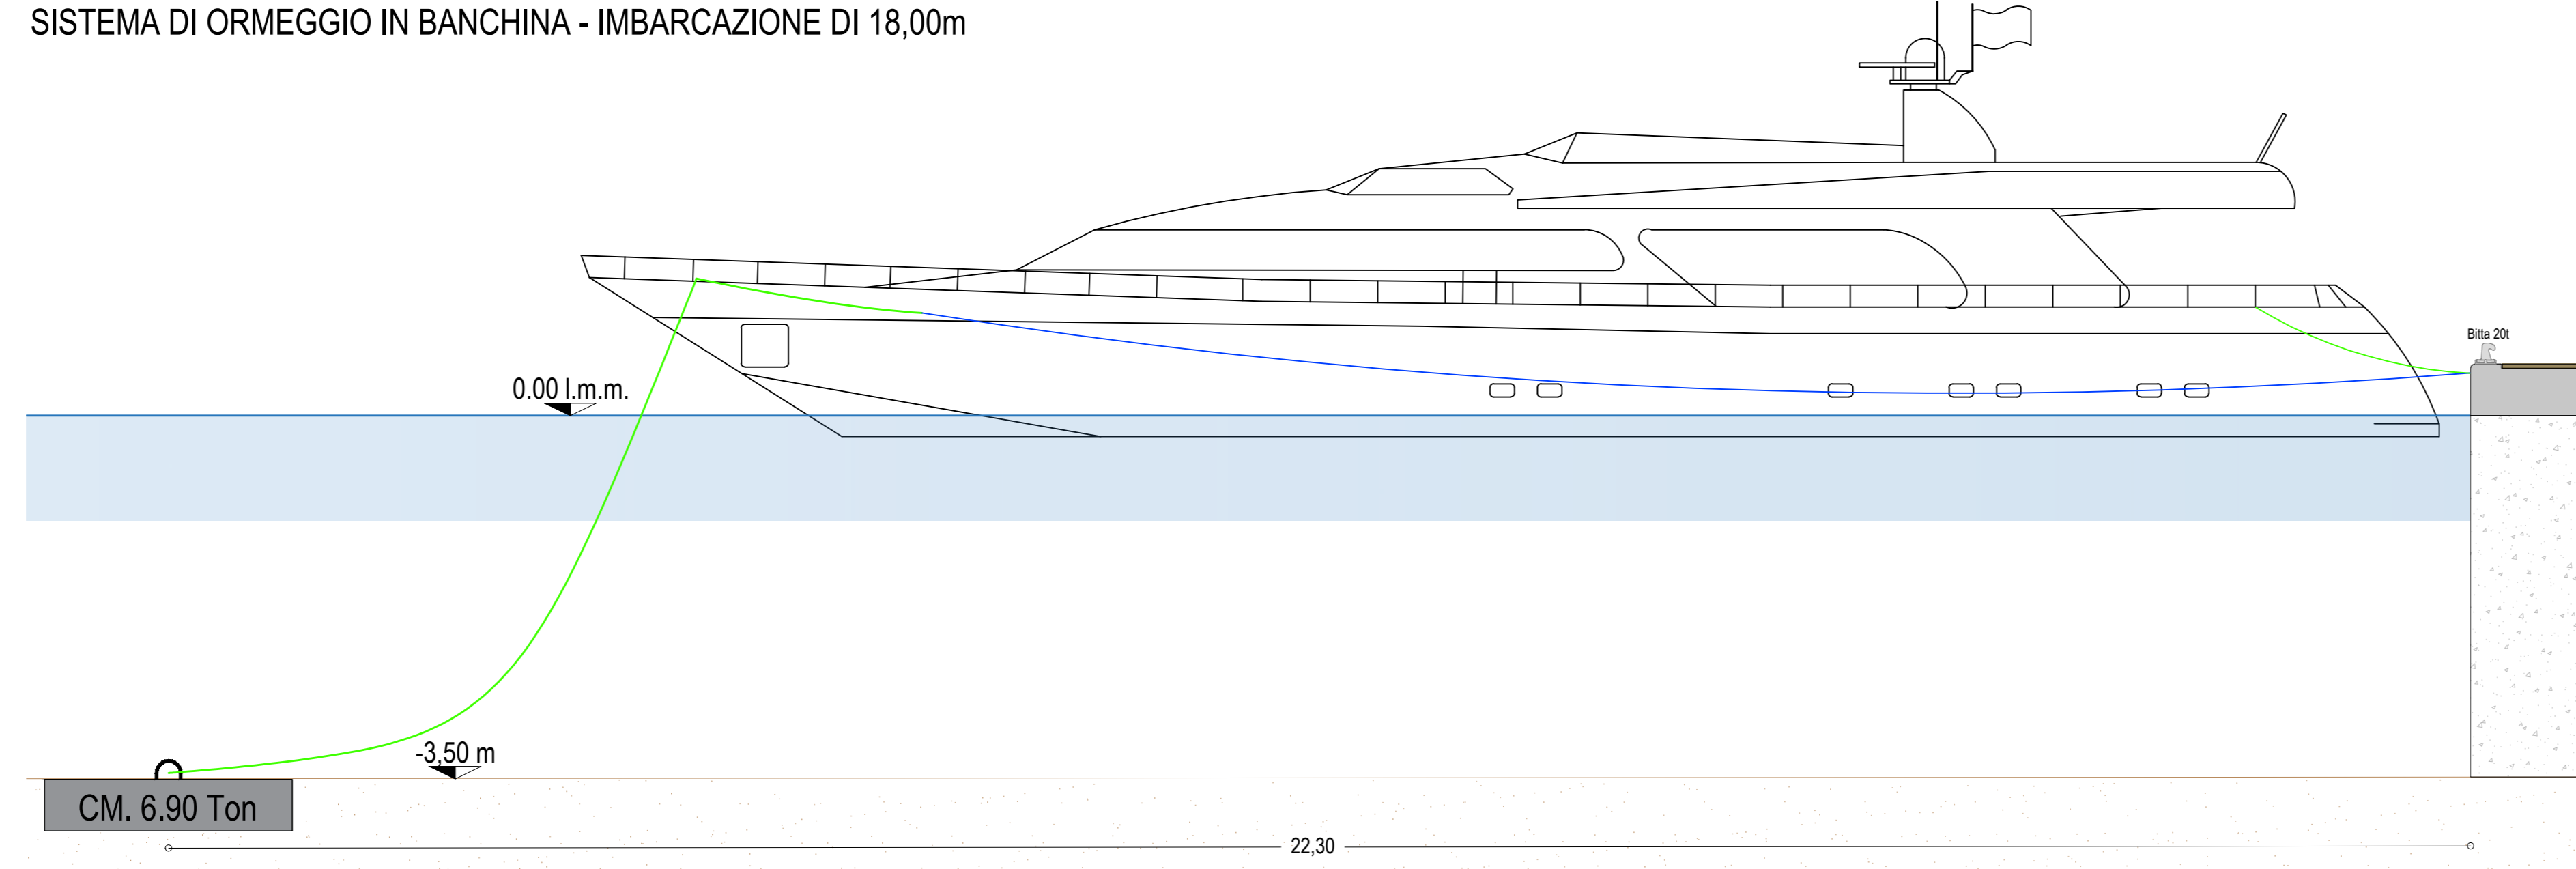 SISTEMA DI ORMEGGIO IN BANCHINA - IMBARCAZIONE DI 18,00m
Bitta 20t
0.00 l.m.m.
-3,50 m
CM. 6.90 Ton
22,30